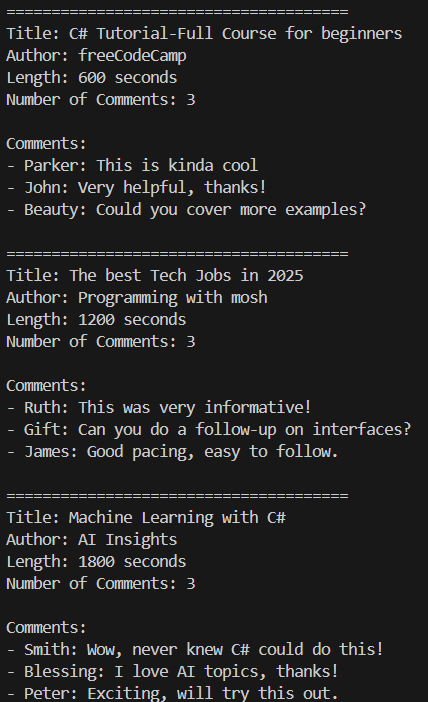 ======================================
Title: C# Tutorial-Full Course for beginners
Author: freeCodeCamp
Length: 600 seconds
Number of Comments: 3

Comments:
- Parker: This is kinda cool
- John: Very helpful, thanks!
- Beauty: Could you cover more examples?

======================================
Title: The best Tech Jobs in 2025
Author: Programming with mosh
Length: 1200 seconds
Number of Comments: 3

Comments:
- Ruth: This was very informative!
- Gift: Can you do a follow-up on interfaces?
- James: Good pacing, easy to follow.

======================================
Title: Machine Learning with C#
Author: AI Insights
Length: 1800 seconds
Number of Comments: 3

Comments:
- Smith: Wow, never knew C# could do this!
- Blessing: I love AI topics, thanks!
- Peter: Exciting, will try this out.